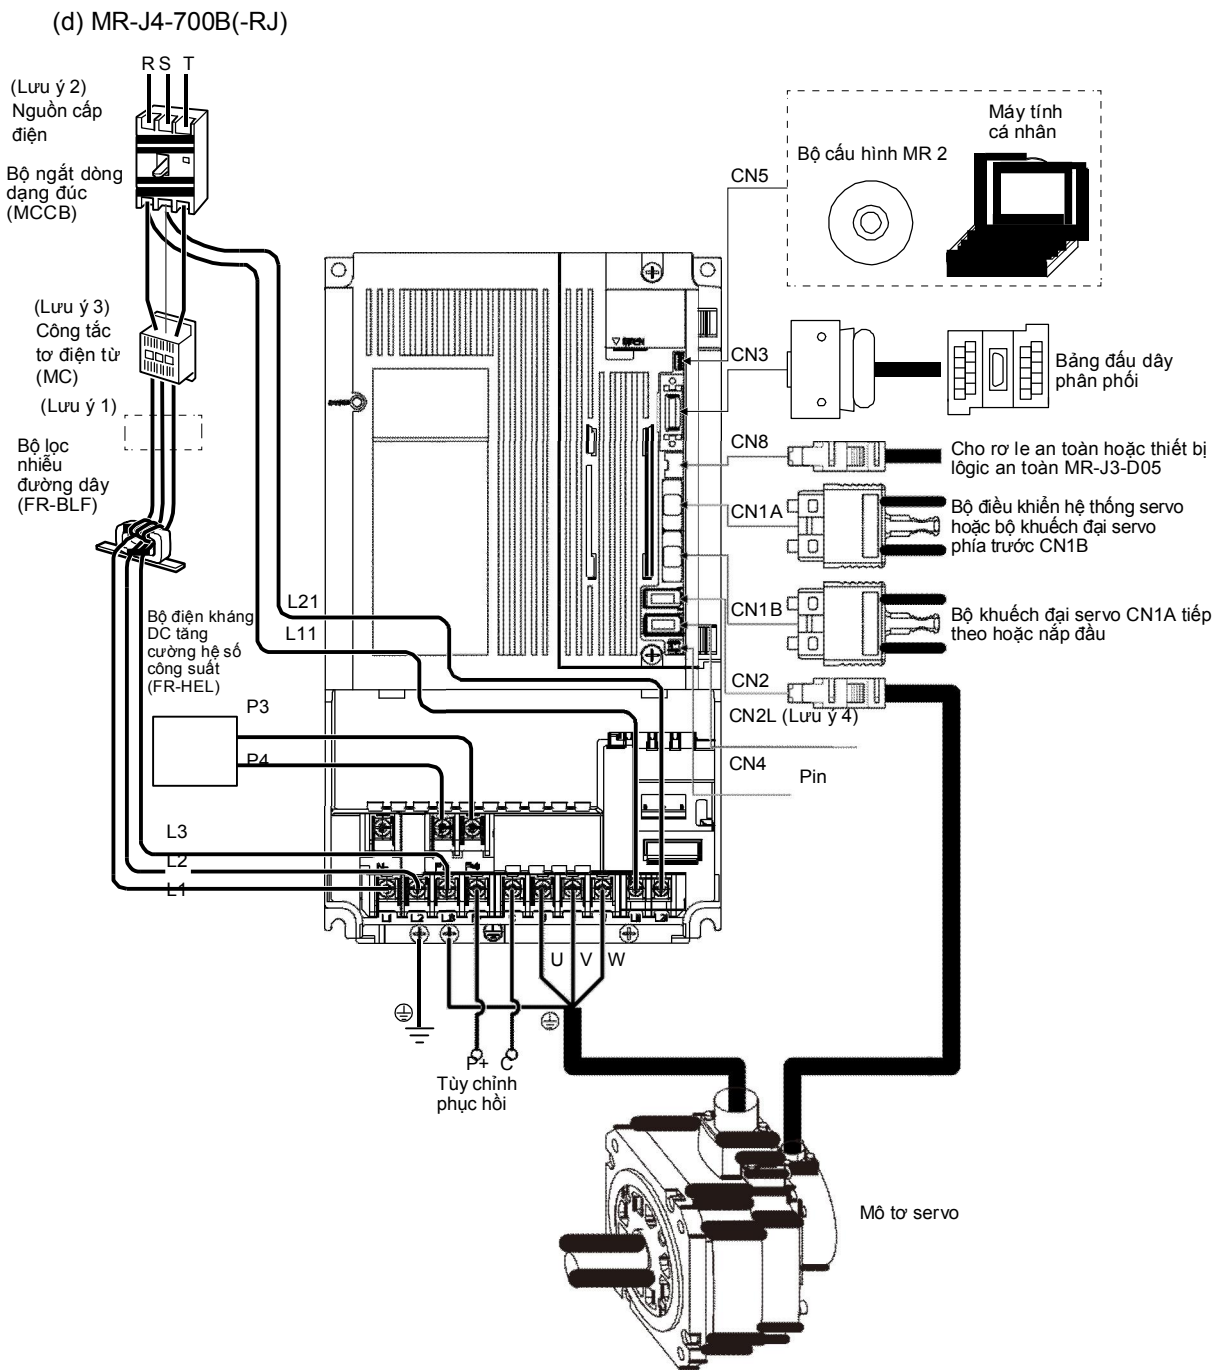 (d) MR-J4-700B(-RJ)
R S T
(Lưu ý 2)
Nguồn cấp
điện
Bộ ngắt dòng
dạng đúc
(MCCB)
(Lưu ý 3)
Công tắc
tơ điện từ
(MC)
(Lưu ý 1)
Bộ lọc
nhiễu
đường dây
(FR-BLF)
Máy tính
cá nhân
Bộ cấu hình MR 2
CN5
CN3
Bảng đấu dây
phân phối
CN8
Cho rơ le an toàn hoặc thiết bị
lôgic an toàn MR-J3-D05
CN1A
Bộ điều khiển hệ thống servo
hoặc bộ khuếch đại servo
phía trước CN1B
CN1B
Bộ khuếch đại servo CN1A tiếp
theo hoặc nắp đầu
CN2
CN2L (Lưu ý 4)
CN4
Pin
L21
L11
Bộ điện kháng
DC tăng
cường hệ số
công suất
(FR-HEL)
P3
P4
L3
L2
L1
L1 L2 L3
U V W
P+ C
Tùy chỉnh
phục hồi
Mô tơ servo